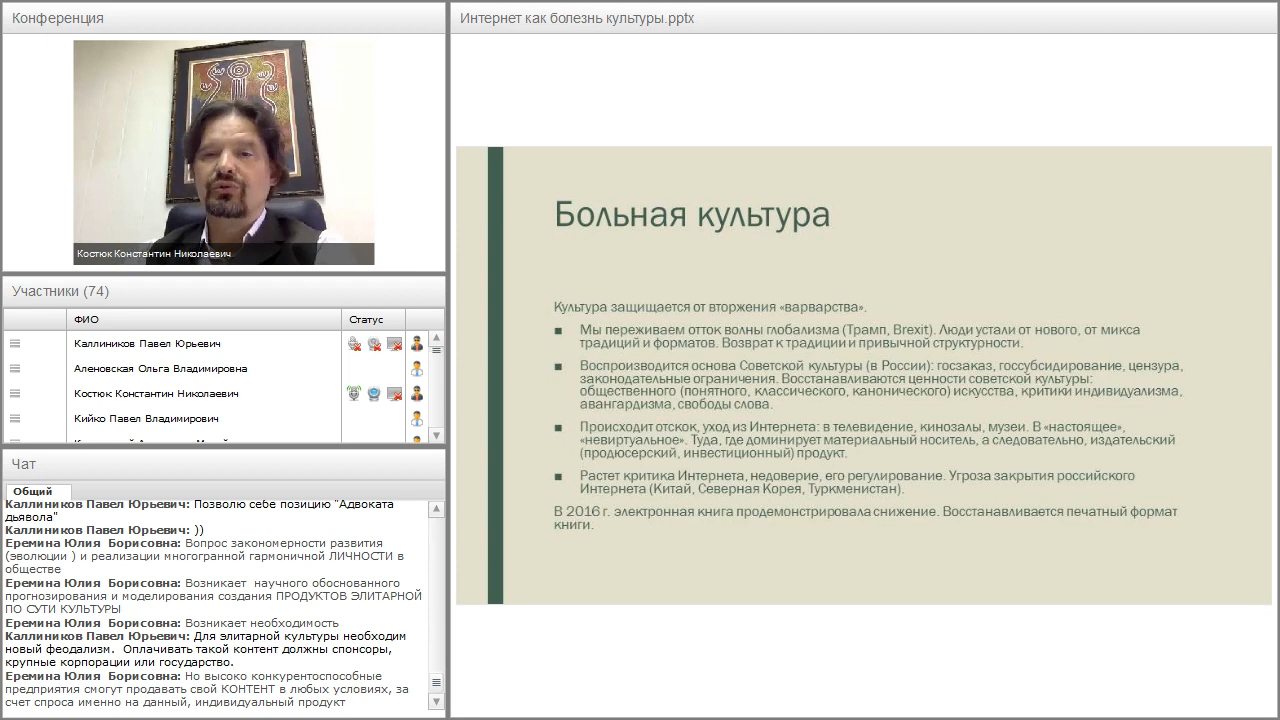 Конференция
Костюк Константин Николаевич
Участники (74)
ФИО
Статус
Каллиников Павел Юрьевич
Аленовская Ольга Владимировна
Костюк Константин Николаевич
Кийко Павел Владимирович
Чат
Общий
Каллиников Павел Юрьевич: Позволю себе позицию "Адвоката
дьявола"
Каллиников Павел Юрьевич: ))
Еремина Юлия Борисовна: Вопрос закономерности развития
(эволюции ) и реализации многогранной гармоничной ЛИЧНОСТИ в
обществе
Еремина Юлия Борисовна: Возникает научного обоснованного
прогнозирования и моделирования создания ПРОДУКТОВ ЭЛИТАРНОЙ
ПО СУТИ КУЛЬТУРЫ
Еремина Юлия Борисовна: Возникает необходимость
Каллиников Павел Юрьевич: Для элитарной культуры необходим
новый феодализм. Оплачивать такой контент должны спонсоры,
крупные корпорации или государство.
Еремина Юлия Борисовна: Но высоко конкурентоспособные
предприятия смогут продавать свой КОНТЕНТ в любых условиях, за
счет спроса именно на данный, индивидуальный продукт
Интернет как болезнь культуры.pptx
Больная культура
Культура защищается от вторжения «варварства».
■ Мы переживаем отток волны глобализма (Трамп, Brexit). Люди устали от нового, от микса
традиций и форматов. Возврат к традиции и привычной структурности.
■ Воспроизводится основа Советской культуры (в России): госзаказ, госсубсидирование, цензура,
законодательные ограничения. Восстанавливаются ценности советской культуры:
общественного (понятного, классического, канонического) искусства, критики индивидуализма,
авангардизма, свободы слова.
■ Происходит отскок, уход из Интернета: в телевидение, кинозалы, музеи. В «настоящее»,
«невиртуальное». Туда, где доминирует материальный носитель, а следовательно, издательский
(продюсерский, инвестиционный) продукт.
■ Растет критика Интернета, недоверие, его регулирование. Угроза закрытия российского
Интернета (Китай, Северная Корея, Туркменистан).
В 2016 г. электронная книга продемонстрировала снижение. Восстанавливается печатный формат
книги.